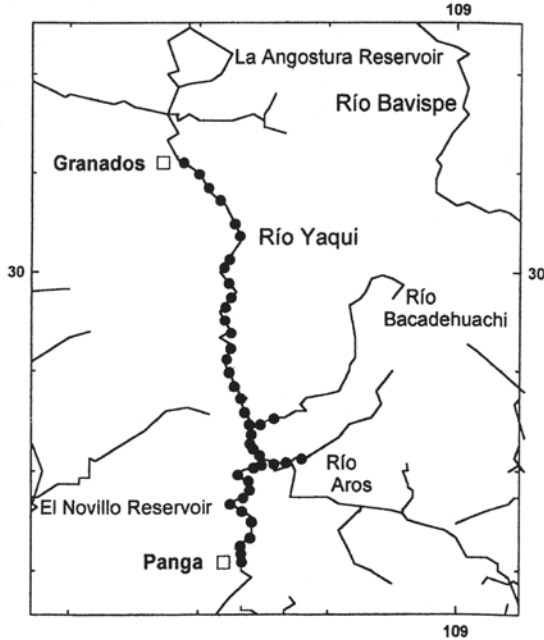 109
La Angostura Reservoir
Río Bavispe
Granados
Río Yaqui
30
30
Río
Bacadehuachi
Río
Aros
El Novillo Reservoir
Panga
109